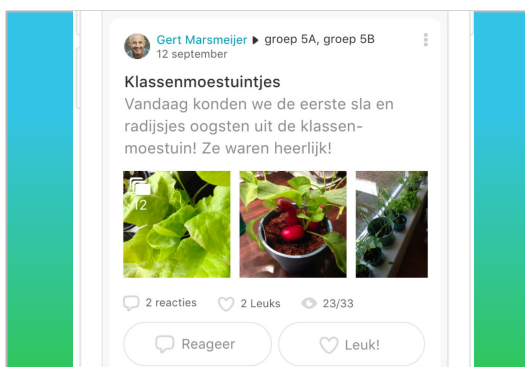 Gert Marsmeijer ▶ groep 5A, groep 5B
12 september
Klassenmoestuintjes
Vandaag konden we de eerste sla en
radijsjes oogsten uit de klassen-
moestuin! Ze waren heerlijk!
12
2 reacties 2 Leuks 23/33
Reageer Leuk!